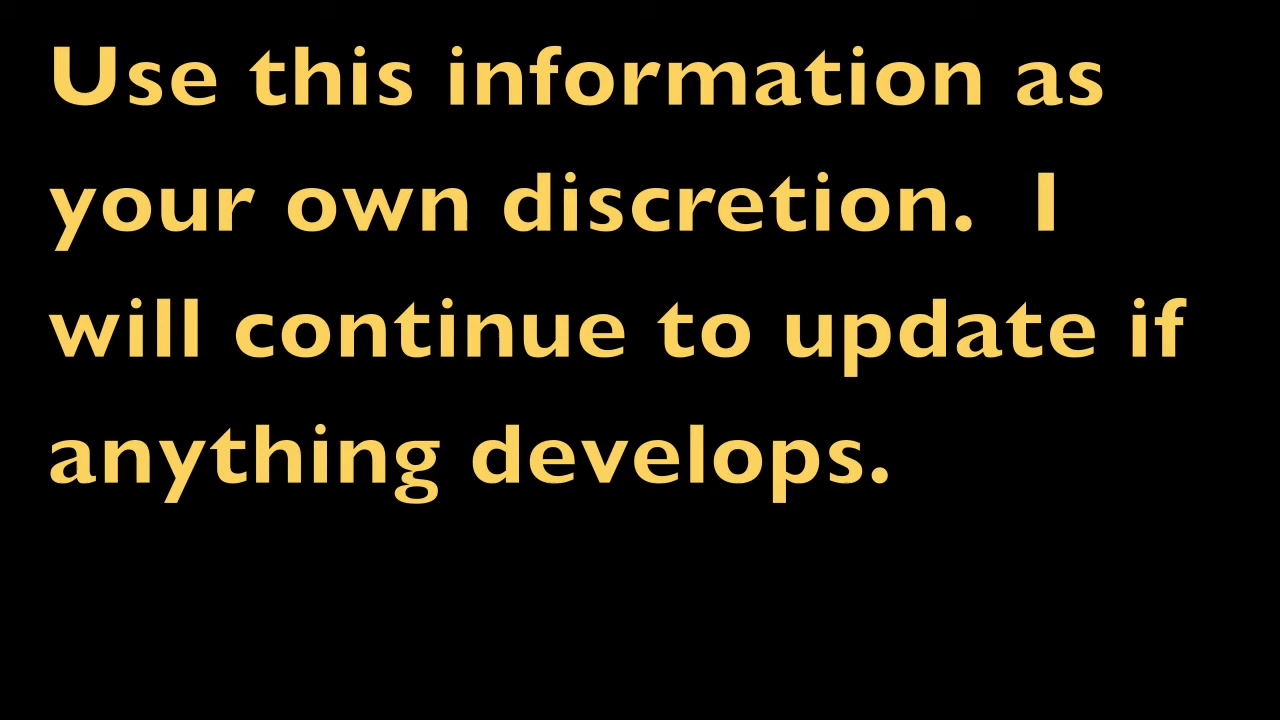 Use this information as
your own discretion.  I
will continue to update if
anything develops.